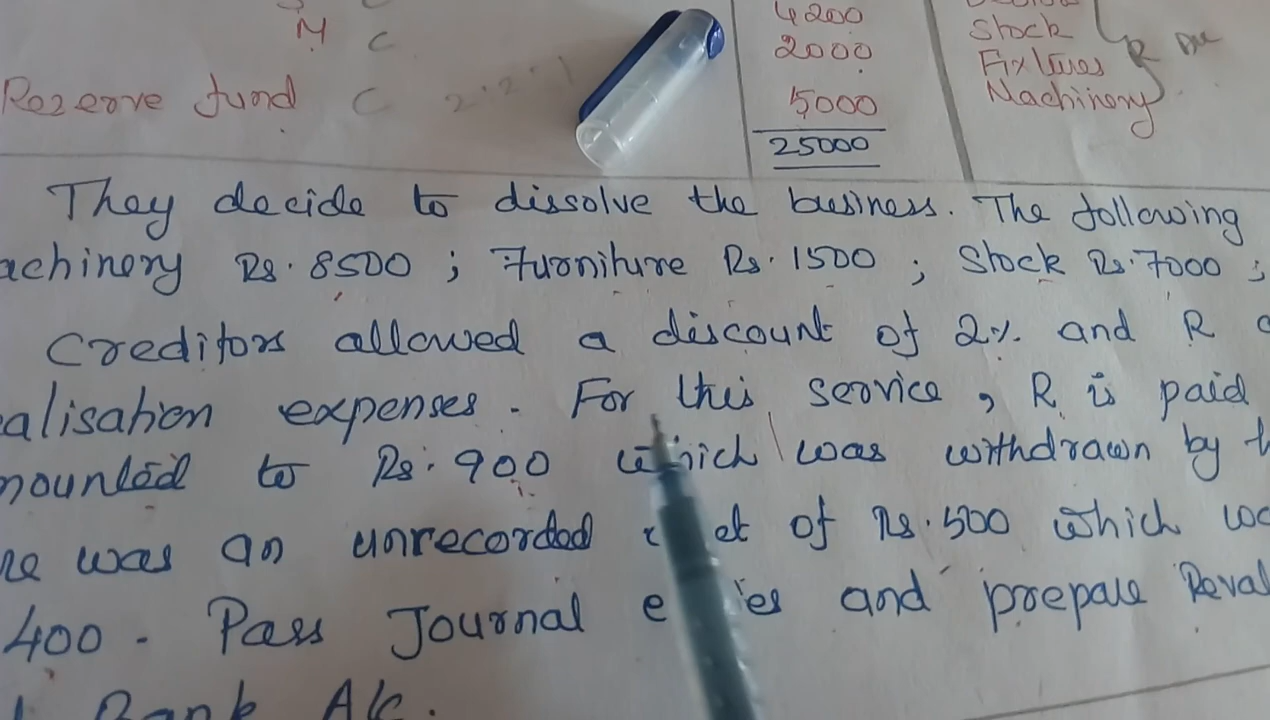 4200 Stock
M C 2000 Fixtures R
Reserve fund C 5000 Machinery
25000
They decide to dissolve the business. The following
achinery Rs. 8500 ; Furniture Rs. 1500 ; Stock Rs. 7000 ;
Creditors allowed a discount of 2% and R
alisation expenses. For this service, R is paid
mounted to Rs. 900 which was withdrawn by
re was an unrecorded et of Rs. 500 which
400. Pass Journal e ies and prepare Reval
Bank A/c.